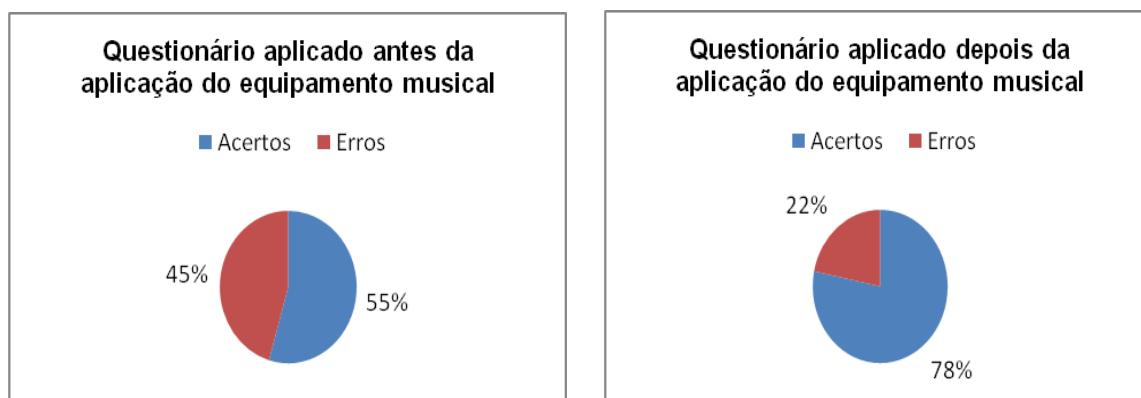 Questionário aplicado antes da
aplicação do equipamento musical
Acertos Erros
45%
55%
Questionário aplicado depois da
aplicação do equipamento musical
Acertos Erros
22%
78%